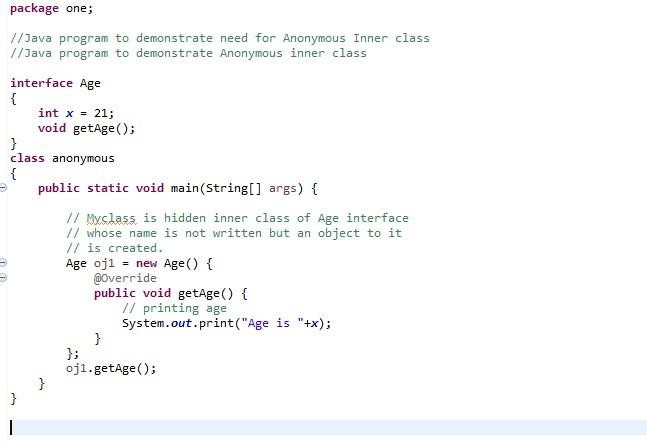 package one;

//Java program to demonstrate need for Anonymous Inner class
//Java program to demonstrate Anonymous inner class

interface Age
{
    int x = 21;
    void getAge();
}
class anonymous
{
    public static void main(String[] args) {

        // Myclass is hidden inner class of Age interface
        // whose name is not written but an object to it
        // is created.
        Age oj1 = new Age() {
            @Override
            public void getAge() {
                // printing age
                System.out.print("Age is "+x);
            }
        };
        oj1.getAge();
    }
}